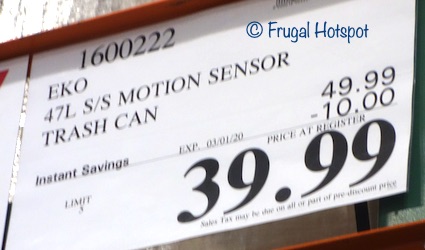 © Frugal Hotspot
1600222
EKO
47L S/S MOTION SENSOR
TRASH CAN
49.99
-10.00
Instant Savings
EXP. 03/01/20
PRICE AT REGISTER
LIMIT
3
39.99
Sales Tax may be due on all or part of pre-discount price